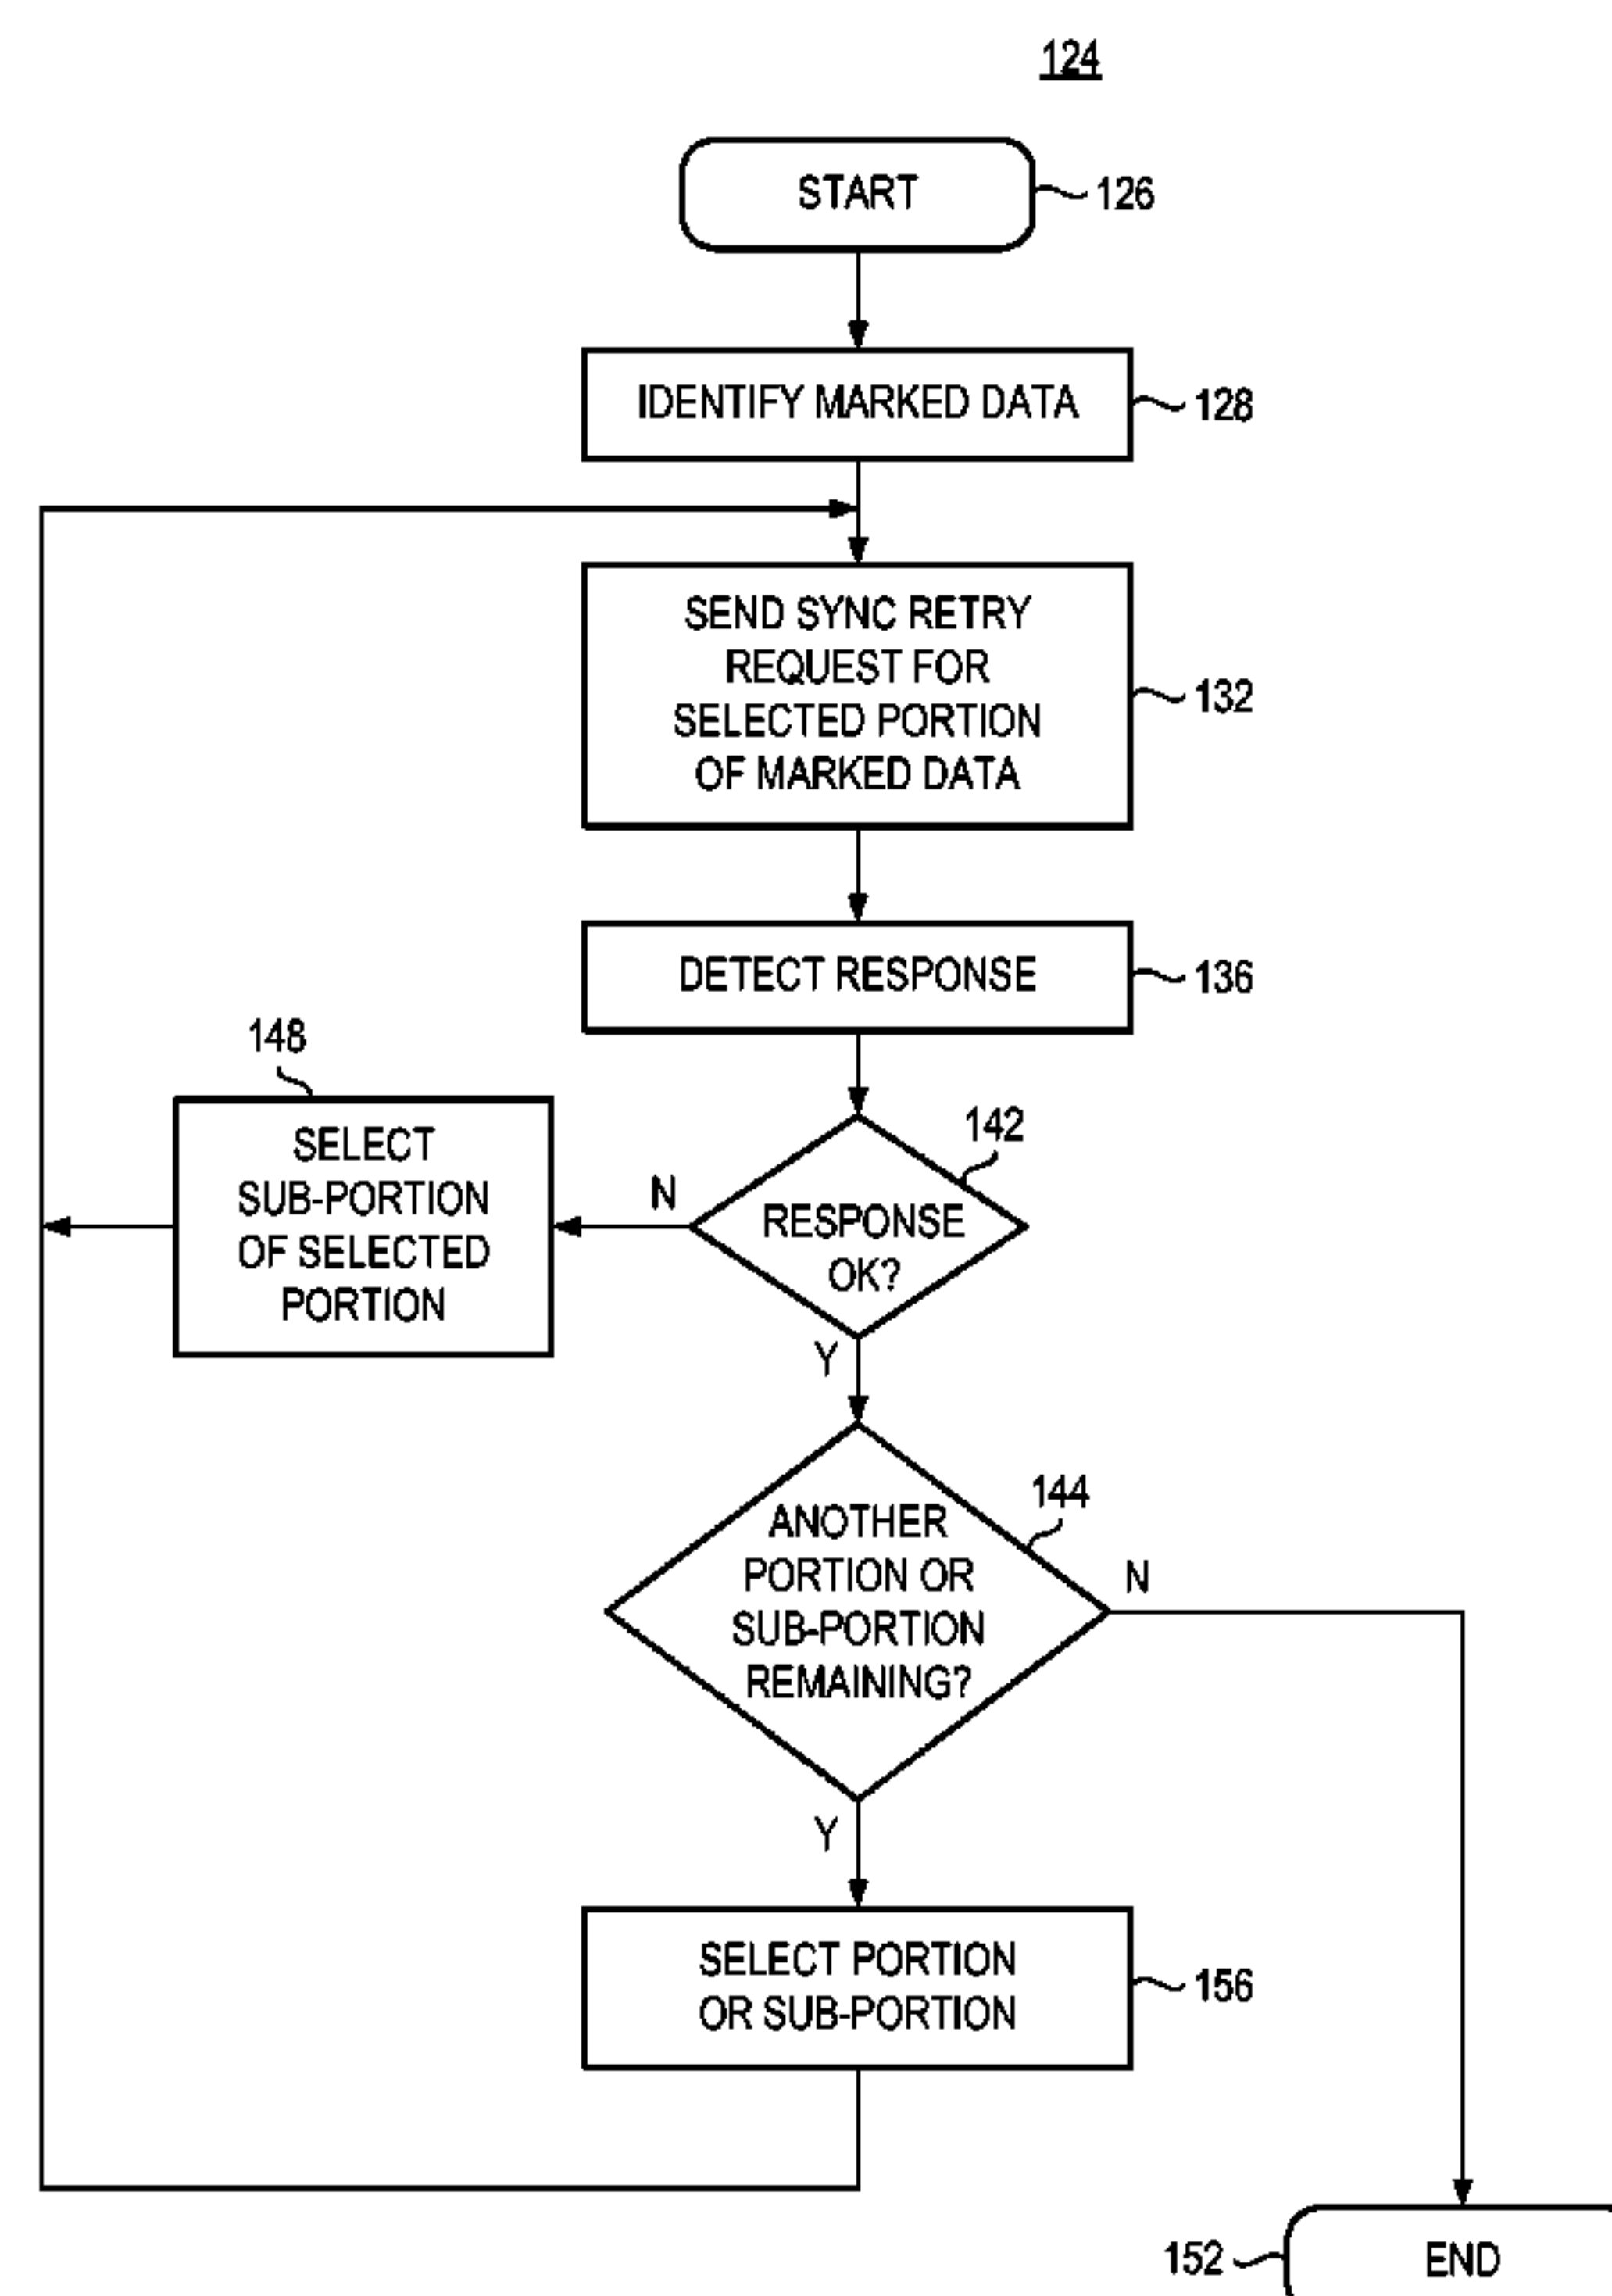 124
START
126
IDENTIFY MARKED DATA
128
SEND SYNC RETRY
REQUEST FOR
SELECTED PORTION
OF MARKED DATA
132
DETECT RESPONSE
136
148
SELECT
SUB-PORTION
OF SELECTED
PORTION
N
142
RESPONSE
OK?
Y
144
ANOTHER
PORTION OR
SUB-PORTION
REMAINING?
N
Y
SELECT PORTION
OR SUB-PORTION
156
152
END